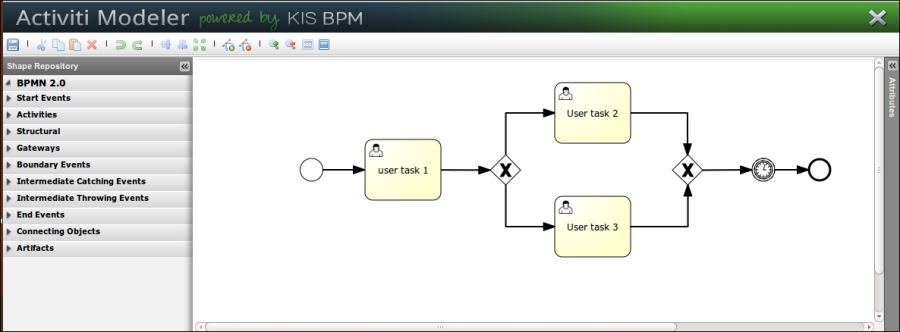 Activiti Modeler powered by KIS BPM
Shape Repository
BPMN 2.0
Start Events
Activities
Structural
Gateways
Boundary Events
Intermediate Catching Events
Intermediate Throwing Events
End Events
Connecting Objects
Artifacts
user task 1
User task 2
User task 3
Attributes